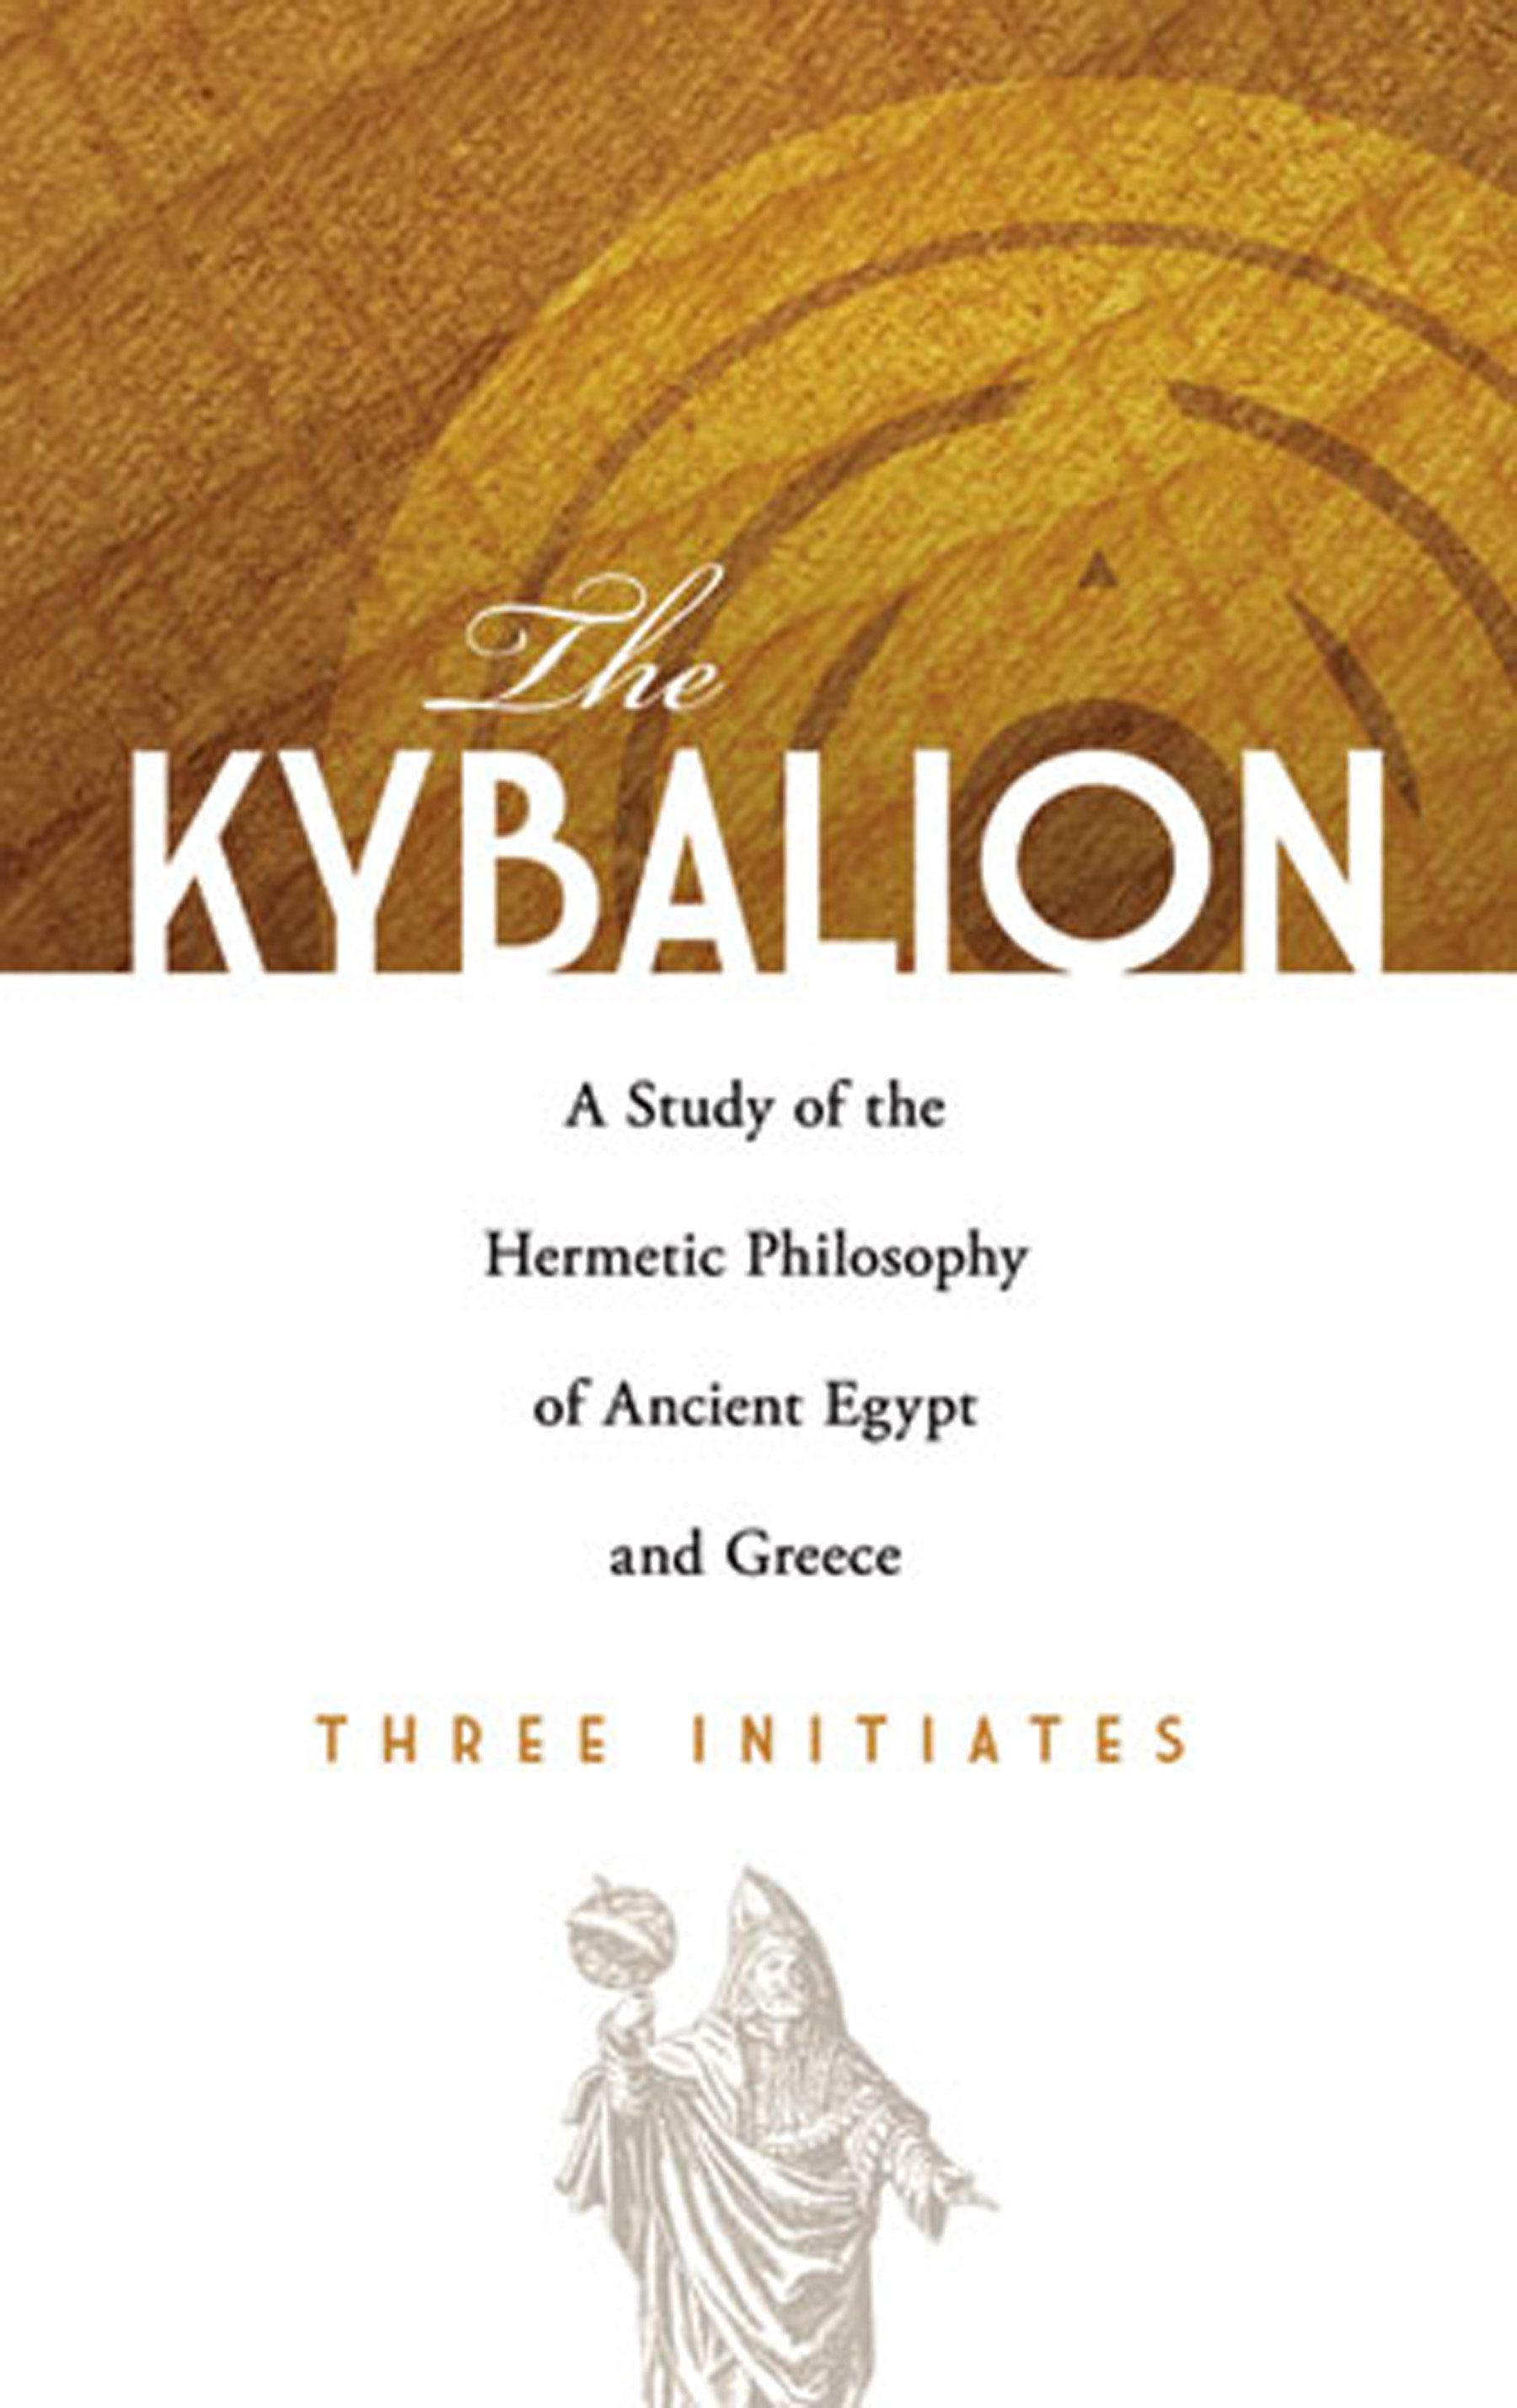 The
KYBALION
A Study of the
Hermetic Philosophy
of Ancient Egypt
and Greece
THREE INITIATES